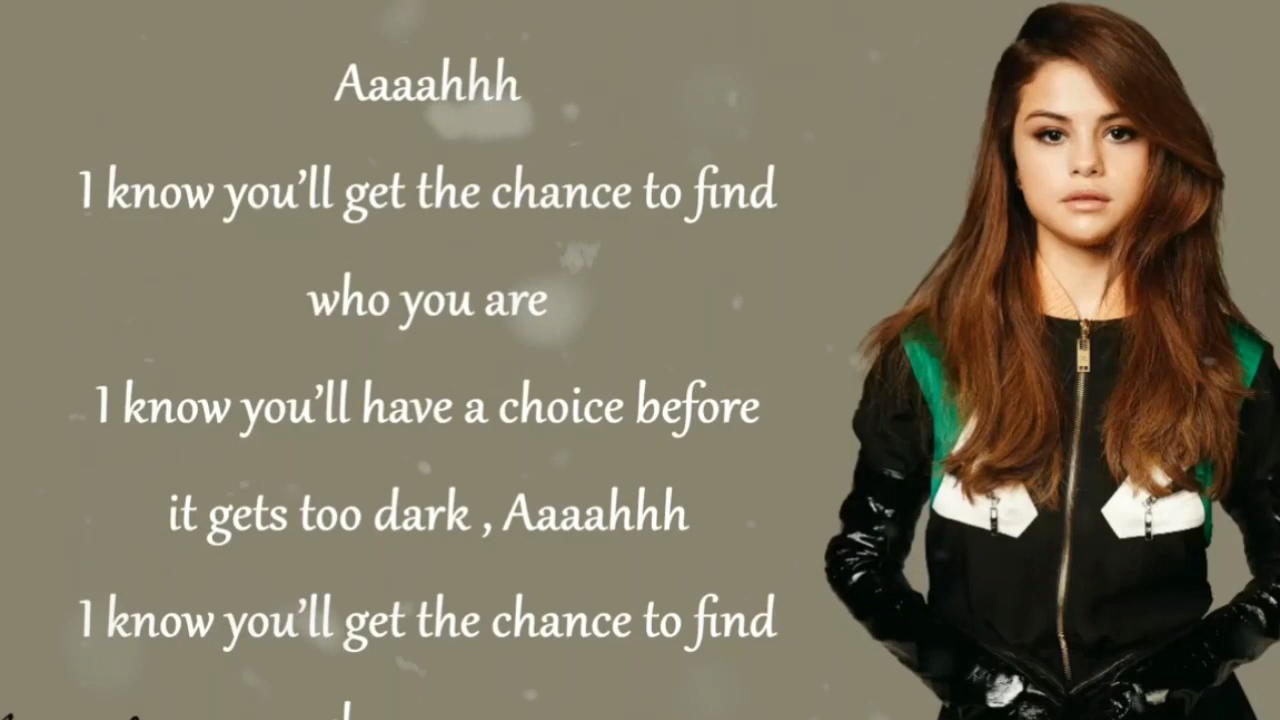 Aaaahhh
I know you’ll get the chance to find
who you are
I know you’ll have a choice before
it gets too dark , Aaaahhh
I know you’ll get the chance to find